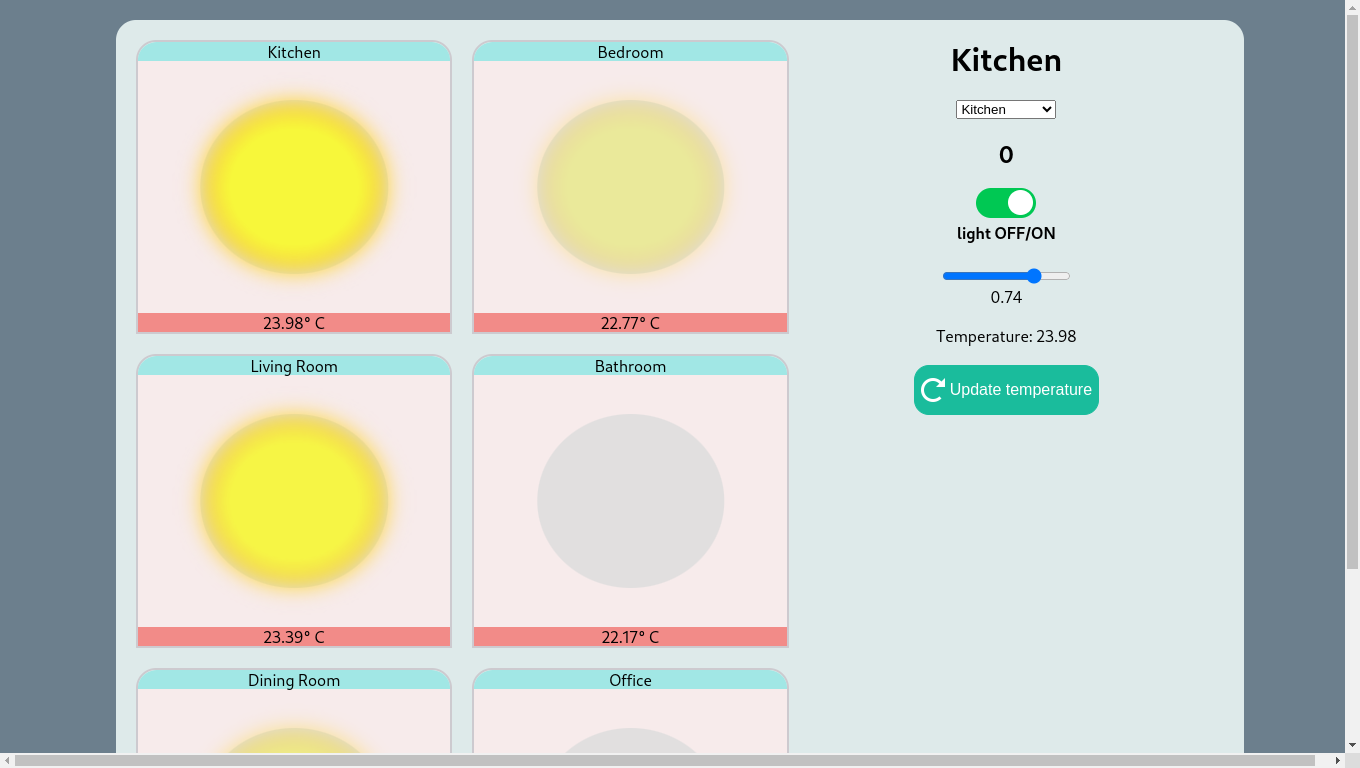 Kitchen
23.98° C
Bedroom
22.77° C
Living Room
23.39° C
Bathroom
22.17° C
Dining Room
Office
Kitchen
Kitchen
0
light OFF/ON
0.74
Temperature: 23.98
Update temperature